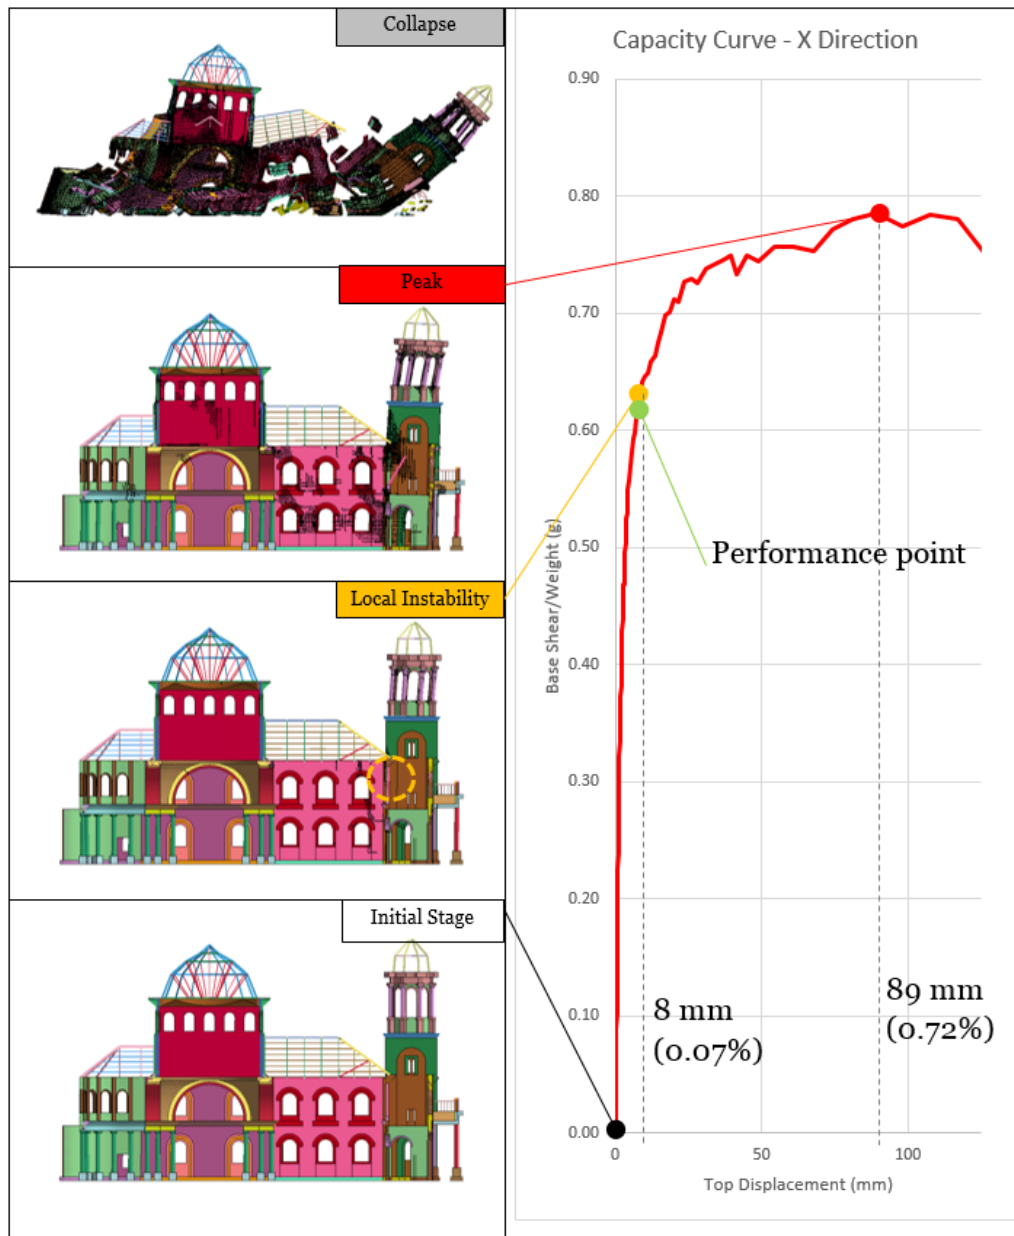 Collapse
Peak
Local Instability
Initial Stage
Capacity Curve - X Direction
0.90
0.80
0.70
0.60
0.50
0.40
0.30
0.20
0.10
0.00
Base Shear/Weight (g)
Performance point
8 mm
(0.07%)
89 mm
(0.72%)
0
50
100
Top Displacement (mm)